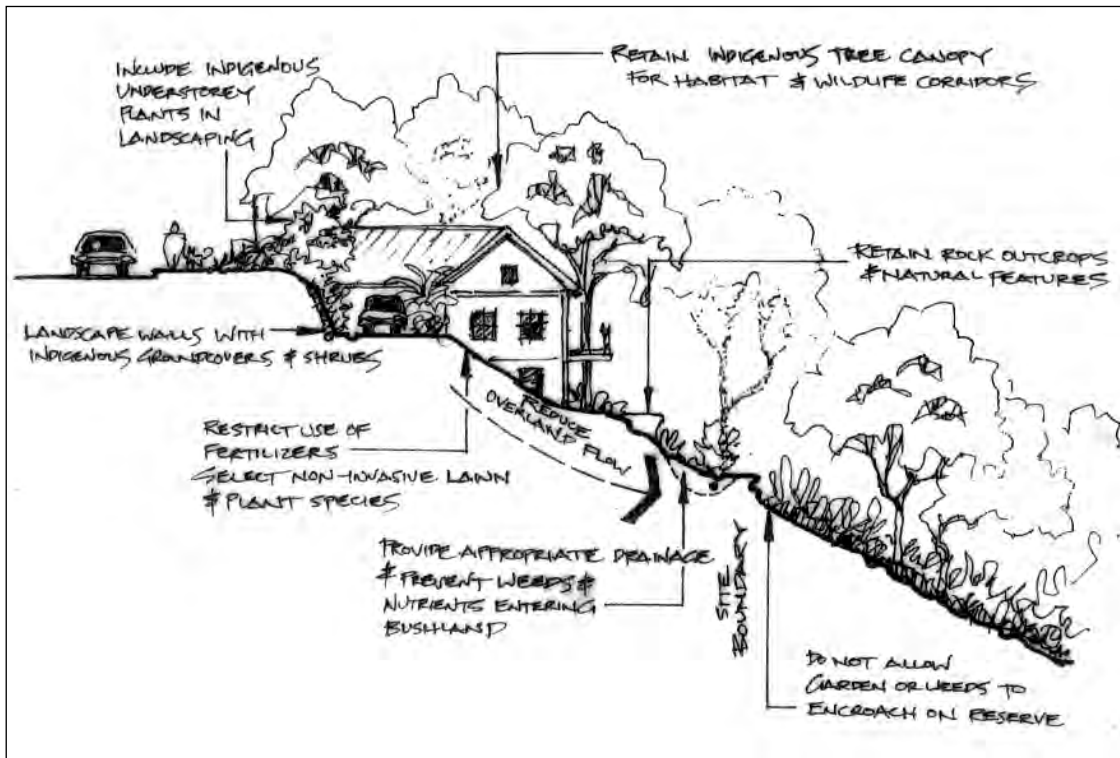 INCLUDE INDIGENOUS
UNDERSTOREY
PLANTS IN
LANDSCAPING
RETAIN INDIGENOUS TREE CANOPY
FOR HABITAT & WILDLIFE CORRIDORS
RETAIN ROCK OUTCROPS
& NATURAL FEATURES
LANDSCAPE WALLS WITH
INDIGENOUS GROUNDCOVERS & SHRUBS
RESTRICT USE OF
FERTILIZERS
SELECT NON-INVASIVE LAWN
& PLANT SPECIES
REDUCE
OVERLAND FLOW
PROVIDE APPROPRIATE DRAINAGE
& PREVENT WEEDS &
NUTRIENTS ENTERING
BUSHLAND
SITE
BOUNDARY
DO NOT ALLOW
GARDEN OR WEEDS TO
ENCROACH ON RESERVE